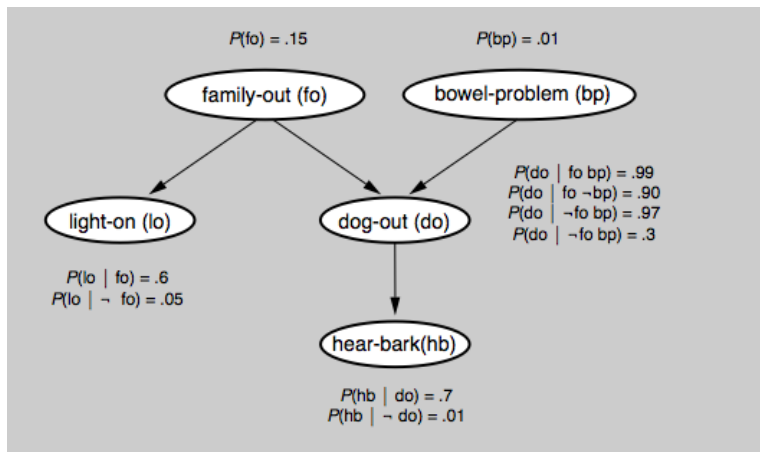 P(fo) = .15
P(bp) = .01
family-out (fo)
bowel-problem (bp)
P(do | fo bp) = .99
P(do | fo ¬bp) = .90
P(do | ¬fo bp) = .97
P(do | ¬fo bp) = .3
light-on (lo)
dog-out (do)
P(lo | fo) = .6
P(lo | ¬ fo) = .05
hear-bark(hb)
P(hb | do) = .7
P(hb | ¬ do) = .01